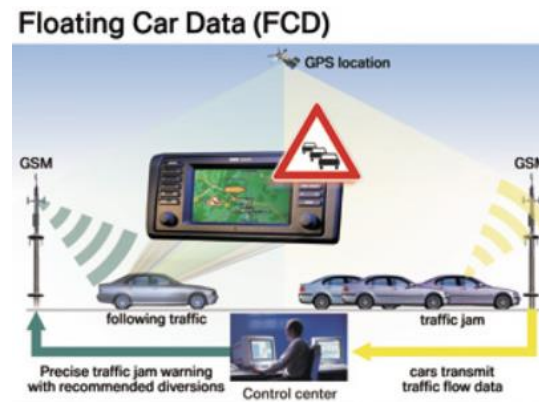 Floating Car Data (FCD)
GPS location
GSM
GSM
following traffic
traffic jam
Precise traffic jam warning
with recommended diversions
Control center
cars transmit
traffic flow data